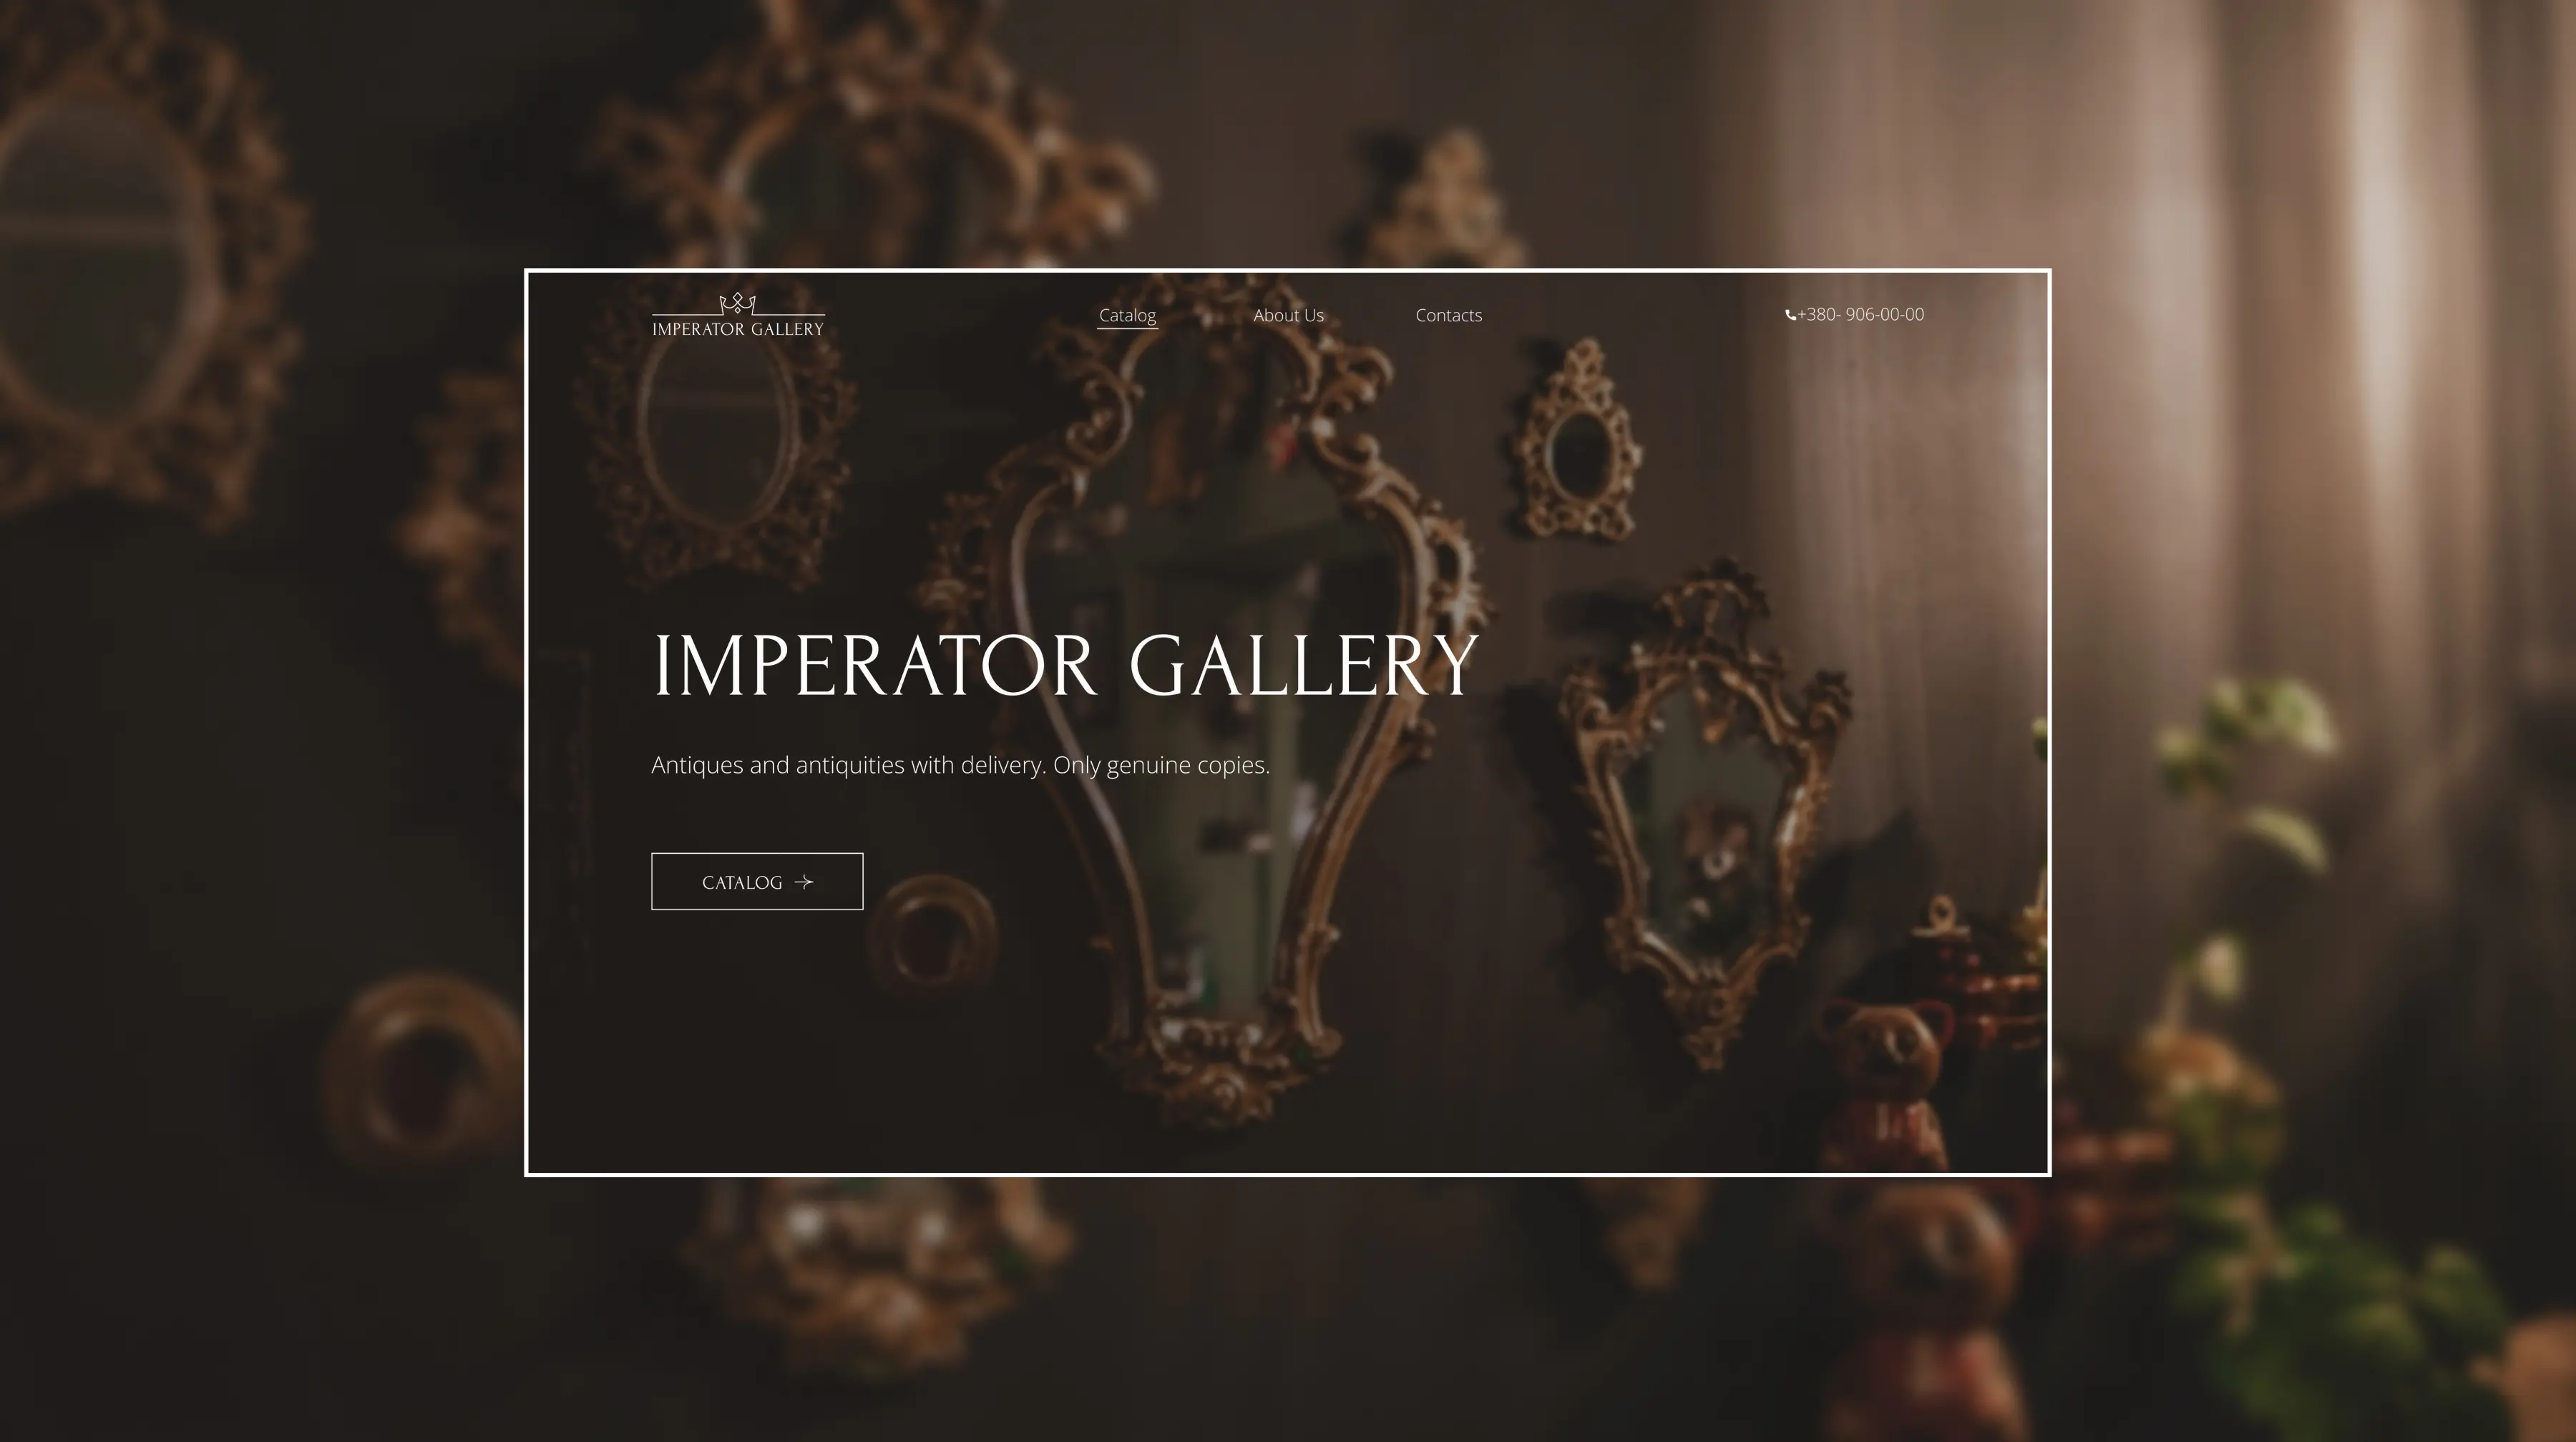 IMPERATOR GALLERY
Catalog
About Us
Contacts
+380- 906-00-00
IMPERATOR GALLERY
Antiques and antiquities with delivery. Only genuine copies.
CATALOG